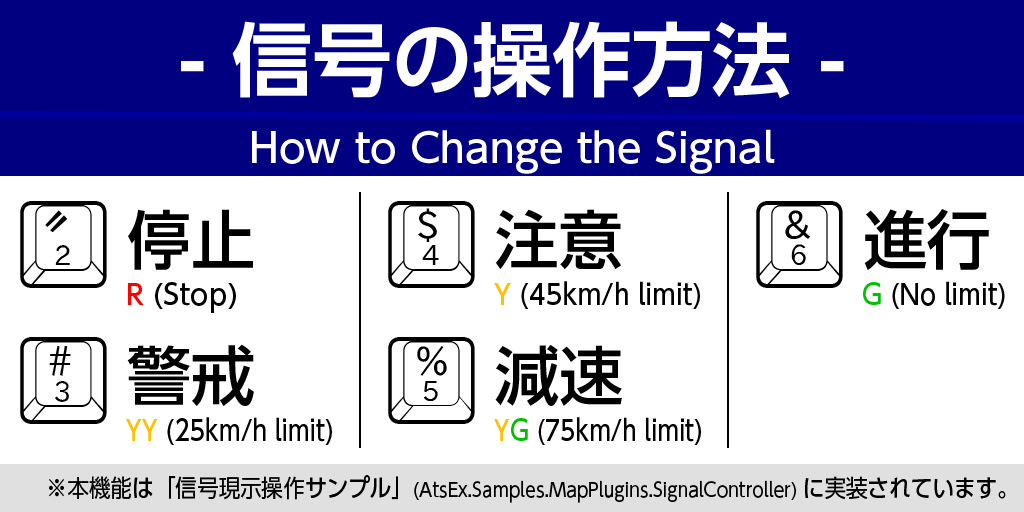 - 信号の操作方法 -
How to Change the Signal
" 2
停止
R (Stop)
# 3
警戒
YY (25km/h limit)
$ 4
注意
Y (45km/h limit)
% 5
減速
YG (75km/h limit)
& 6
進行
G (No limit)
※本機能は「信号現示操作サンプル」(AtsEx.Samples.MapPlugins.SignalController) に実装されています。